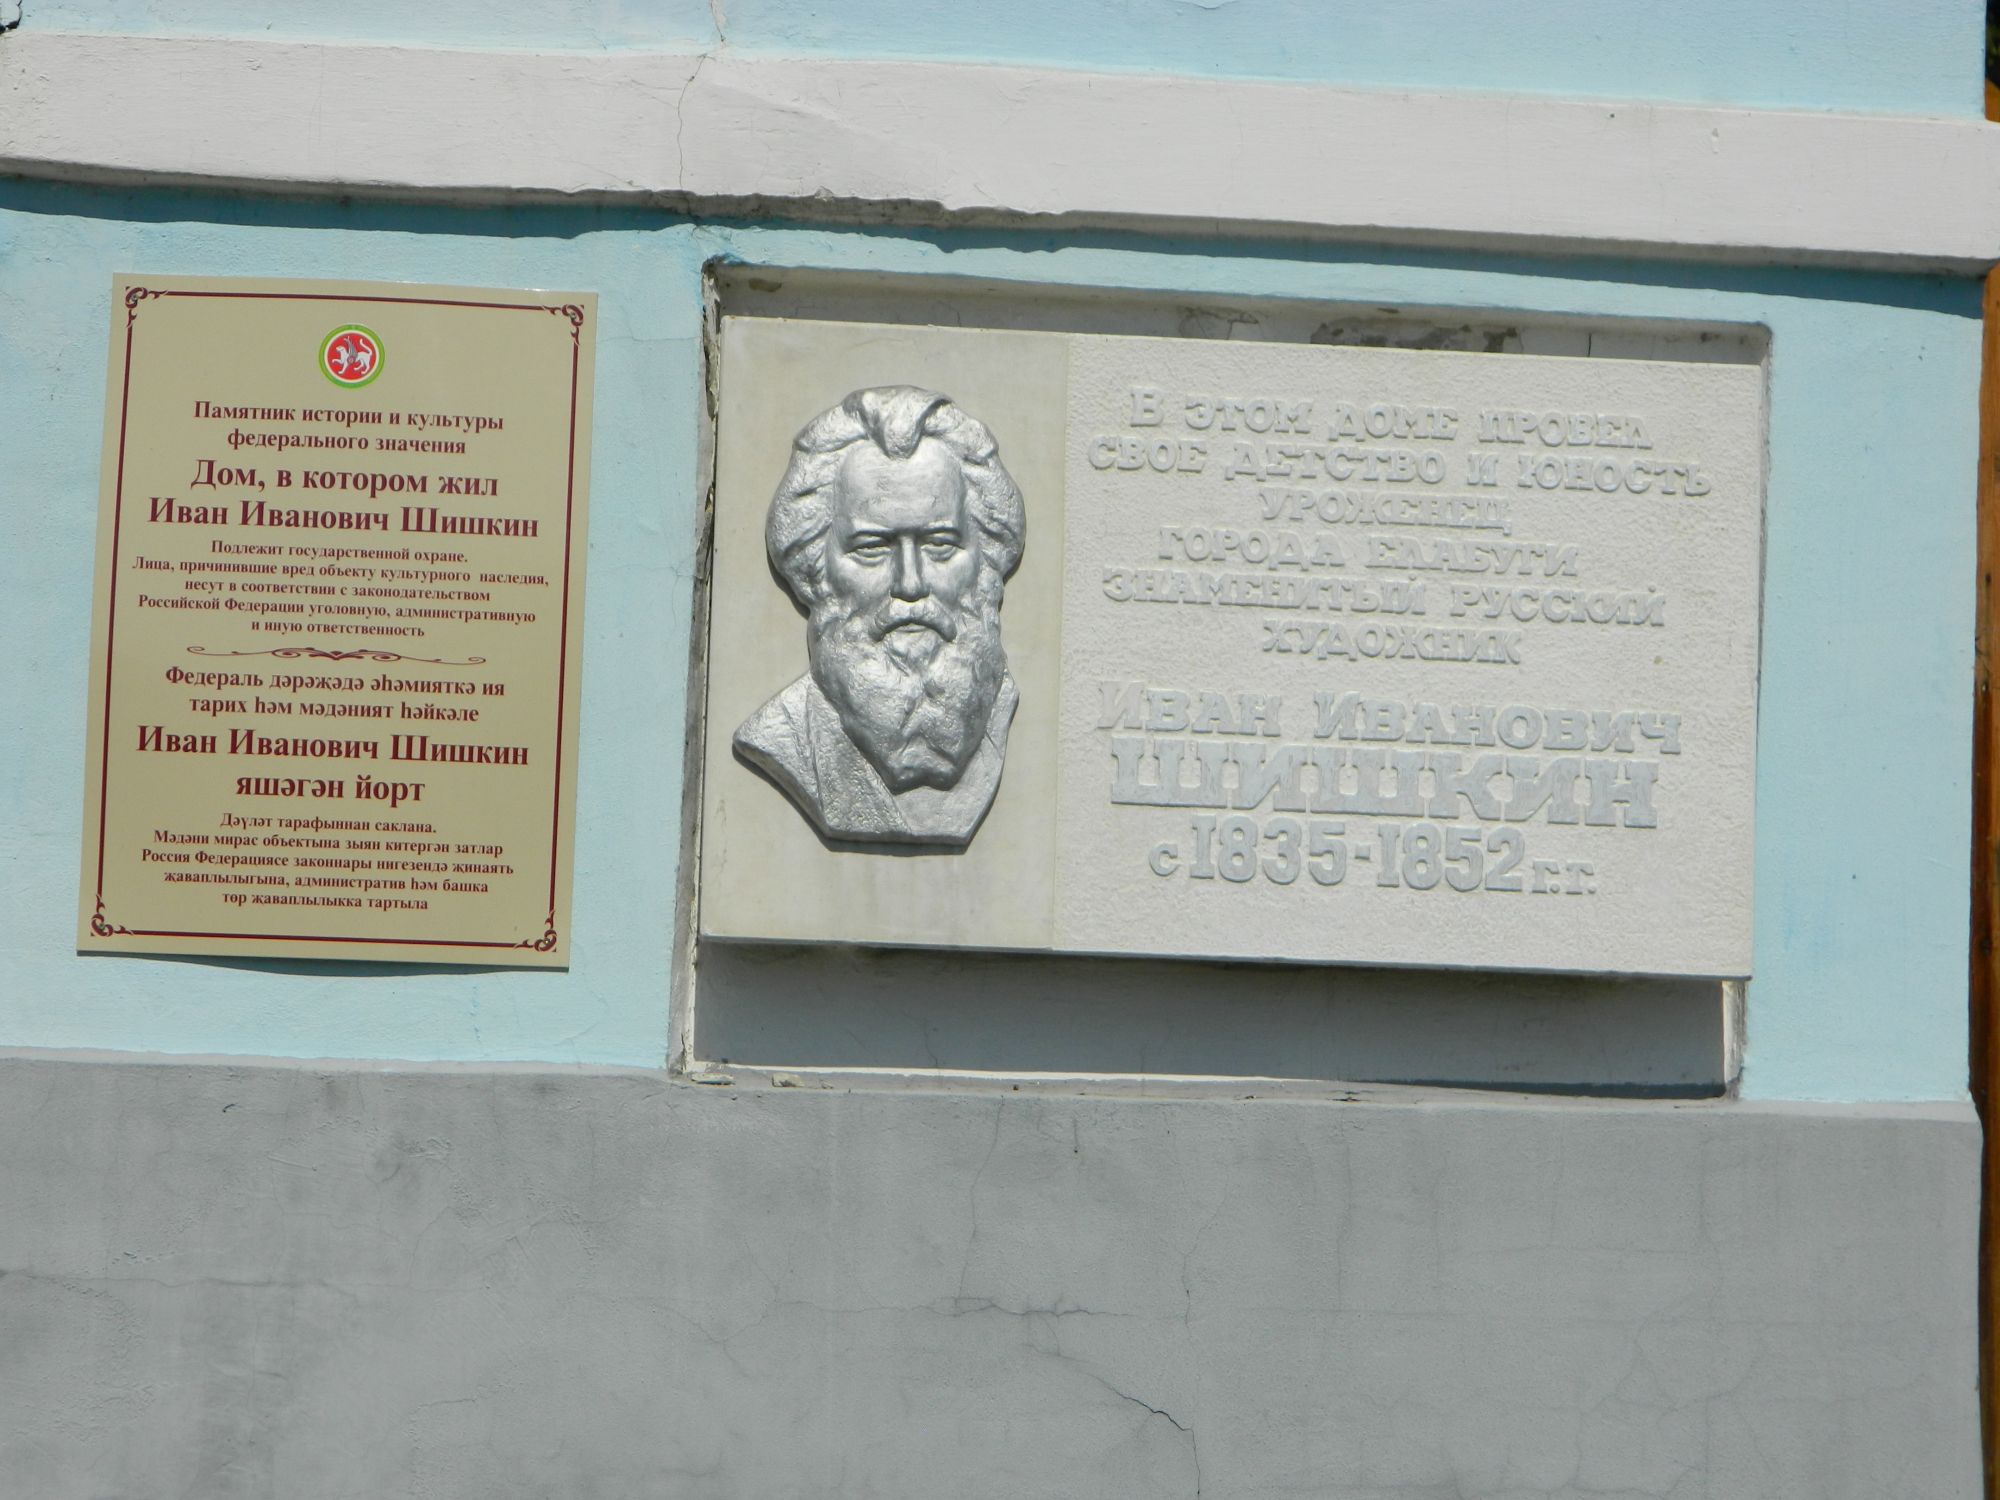 Памятник истории и культуры
федерального значения
Дом, в котором жил
Иван Иванович Шишкин
Подлежит государственной охране.
Лица, причинившие вред объекту культурного наследия,
несут в соответствии с законодательством
Российской Федерации уголовную, административную
и иную ответственность
Федераль дәрәҗәдә әһәмияткә ия
тарих һәм мәдәният һәйкәле
Иван Иванович Шишкин
яшәгән йорт
Дәүләт тарафыннан саклана.
Мәдәни мирас объектына зыян китергән затлар
Россия Федерациясе законнары нигезендә җинаять
җаваплылыгына, административ һәм башка
төр җаваплылыкка тартыла
В ЭТОМ ДОМЕ ПРОВЕЛ
СВОЕ ДЕТСТВО И ЮНОСТЬ
УРОЖЕНЕЦ
ГОРОДА ЕЛАБУГИ
ЗНАМЕНИТЫЙ РУССКИЙ
ХУДОЖНИК
ИВАН ИВАНОВИЧ
ШИШКИН
С 1835-1852 Г.Г.